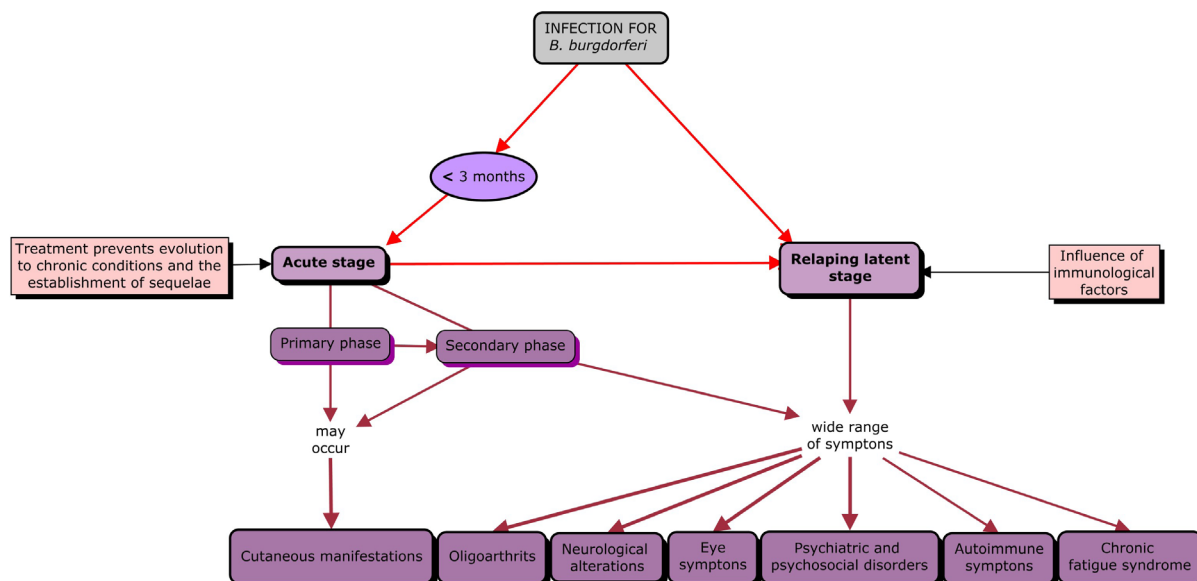 INFECTION FOR
B. burgdorferi
< 3 months
Treatment prevents evolution
to chronic conditions and the
establishment of sequelae
Acute stage
Relaping latent
stage
Influence of
immunological
factors
Primary phase
Secondary phase
may
occur
wide range
of symptons
Cutaneous manifestations
Oligoarthrits
Neurological
alterations
Eye
symptons
Psychiatric and
psychosocial disorders
Autoimmune
symptons
Chronic
fatigue syndrome